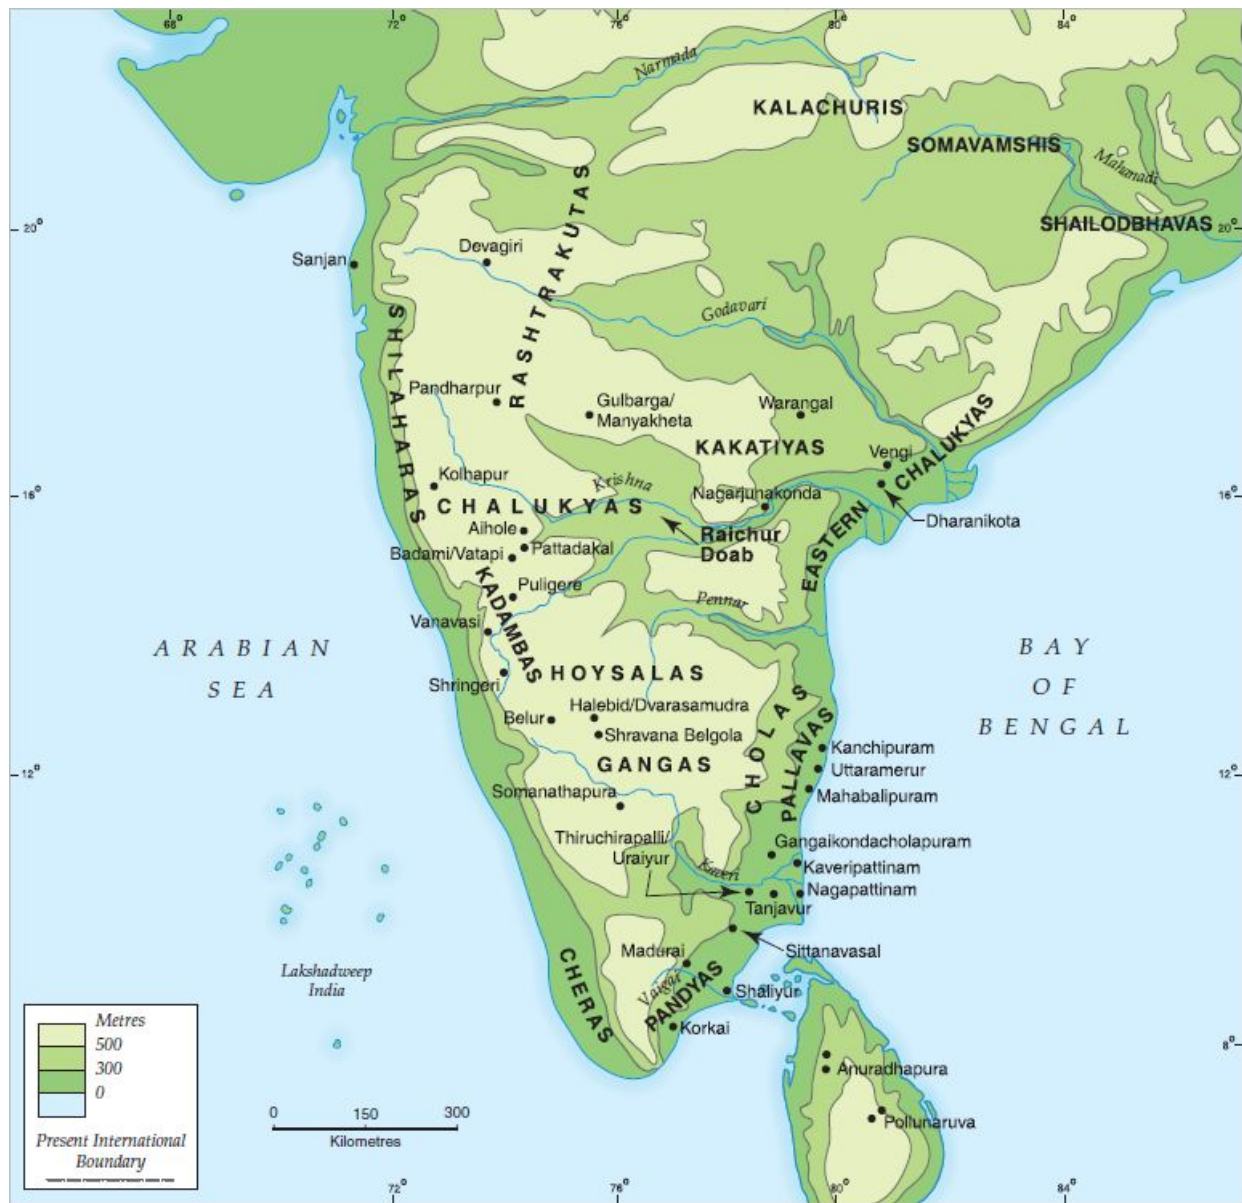 68°
72
76
80
84
Narmada
KALACHURIS
SOMAVAMSHIS
Mahanadi
SHAILODBHAVAS
20°
20°
Sanjan
Devagiri
RASHTRAKUTAS
Godavari
SHILAHARAS
Pandharpur
Gulbarga/
Manyakheta
Warangal
KAKATIYAS
Vengi
EASTERN CHALUKYAS
Kolhapur
Krishna
Nagarjunakonda
16°
16°
CHALUKYAS
Dharanikota
Aihole
Raichur
Doab
Pattadakal
Badami/Vatapi
KADAMBAS
Puligere
Pennar
Vanavasi
ARABIAN
SEA
BAY
OF
BENGAL
HOYSALAS
Shringeri
Halebid/Dvarasamudra
Belur
Shravana Belgola
CHOLAS
PALLAVAS
Kanchipuram
GANGAS
Uttaramerur
12°
12°
Somanathapura
Mahabalipuram
Thiruchirapalli/
Uraiyur
Gangaikondacholapuram
Kaveri
Kaveripattinam
Nagapattinam
Tanjavur
Madurai
Sittanavasal
CHERAS
Lakshadweep
India
Vaigai
PANDYAS
Shaliyur
Korkai
8°
Anuradhapura
Pollunaruva
Metres
500
300
0
Present International
Boundary
0 150 300
Kilometres
72
76
80
84